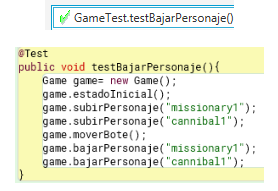 GameTest.testBajarPersonaje()
@Test
public void testBajarPersonaje(){
Game game= new Game();
game.estadoInicial();
game.subirPersonaje("missionary1");
game.subirPersonaje("cannibal1");
game.moverBote();
game.bajarPersonaje("missionary1");
game.bajarPersonaje("cannibal1");
}